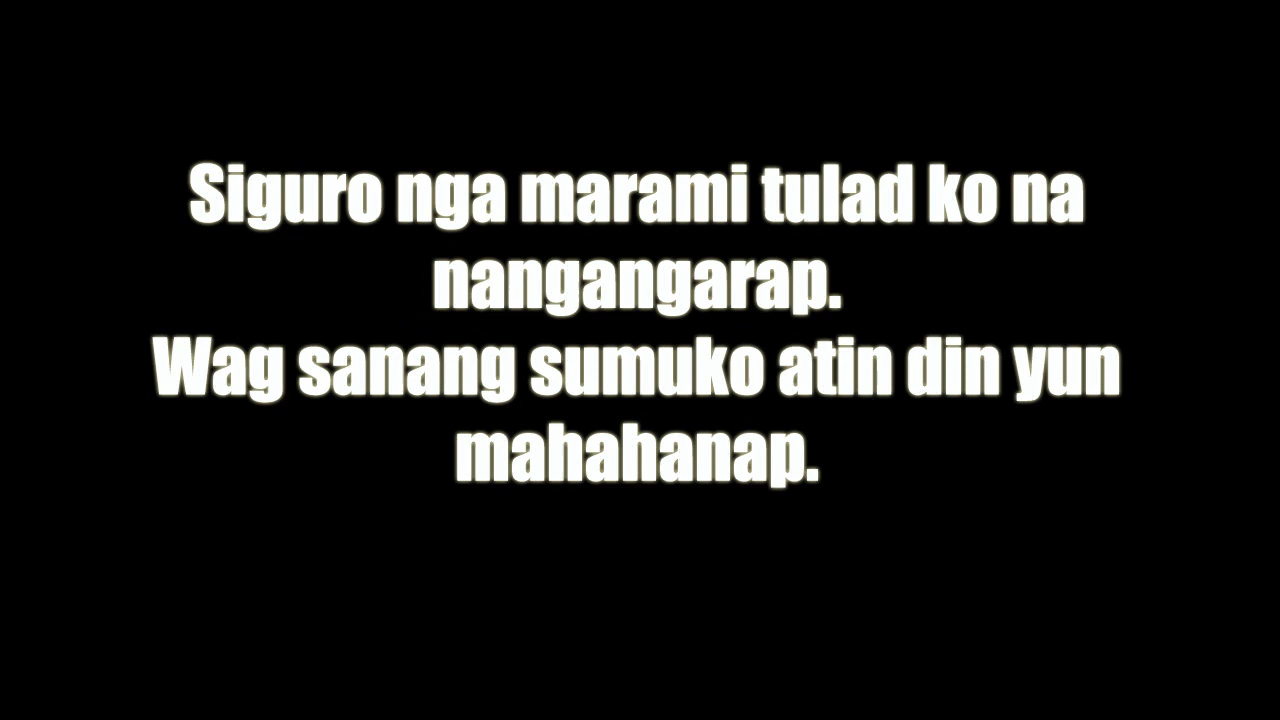 Siguro nga marami tulad ko na
nangangarap.
Wag sanang sumuko atin din yun
mahahanap.